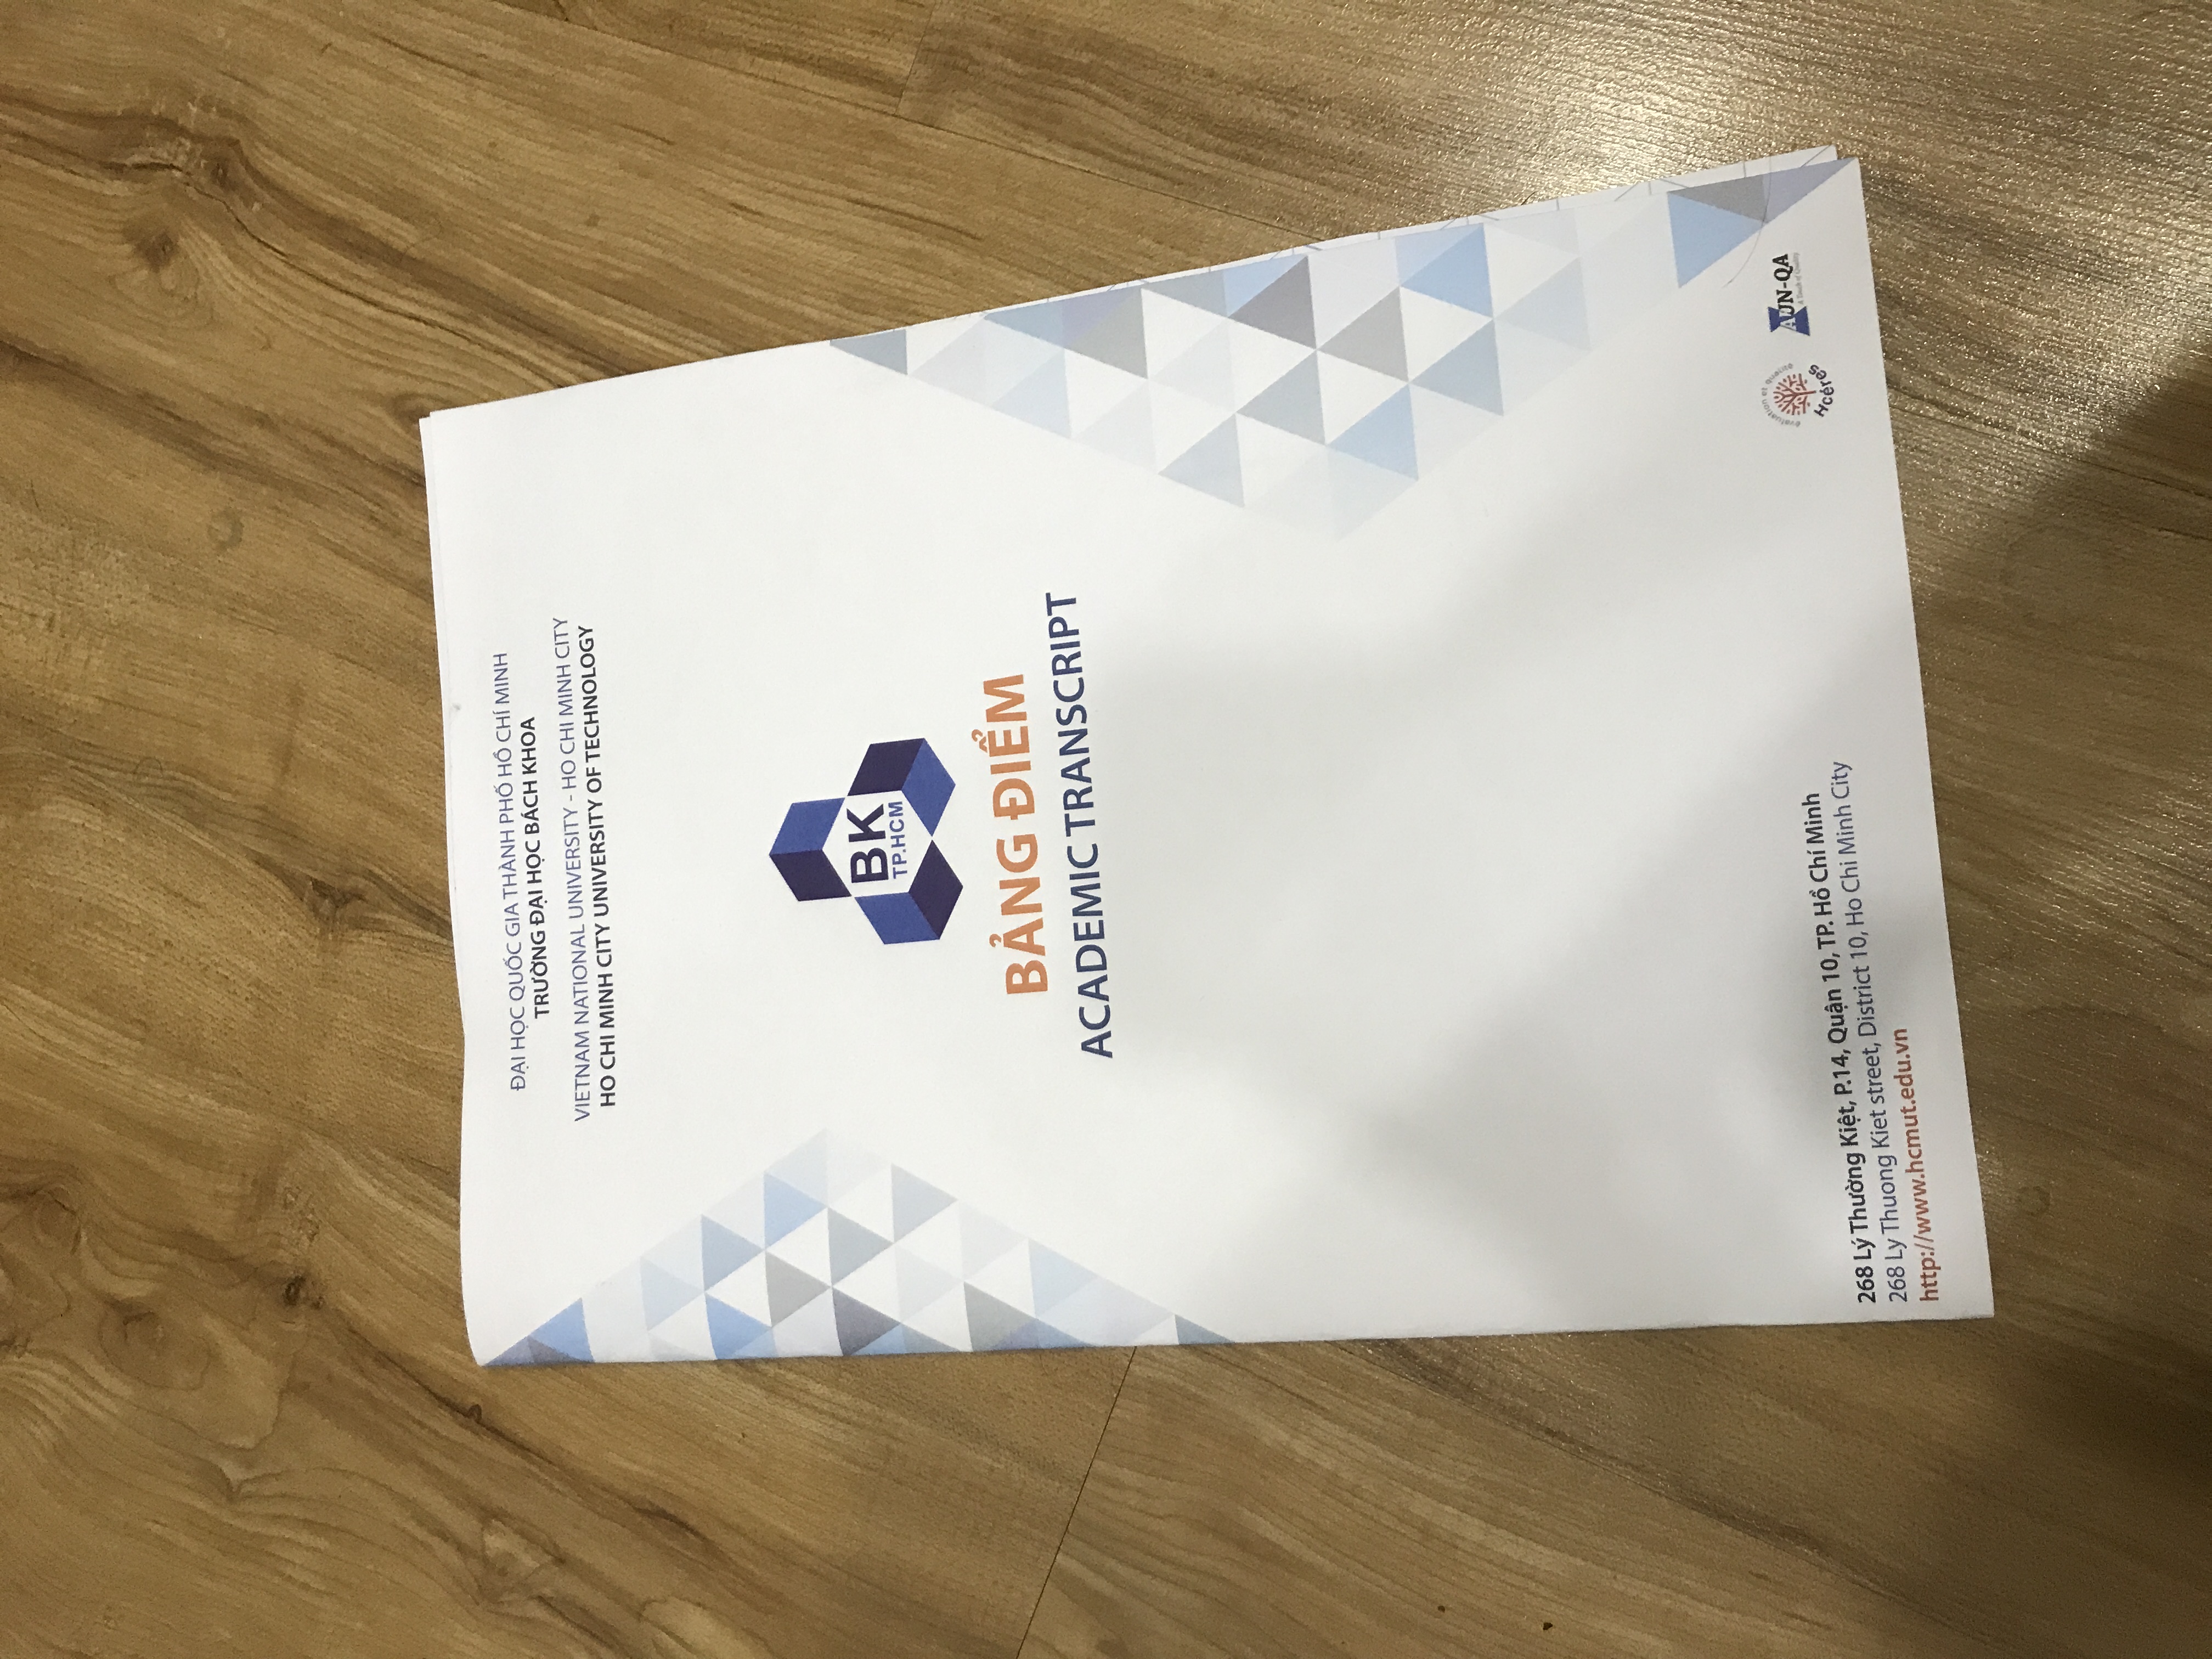 ĐẠI HỌC QUỐC GIA THÀNH PHỐ HỒ CHÍ MINH
TRƯỜNG ĐẠI HỌC BÁCH KHOA
VIETNAM NATIONAL UNIVERSITY - HO CHI MINH CITY
HO CHI MINH CITY UNIVERSITY OF TECHNOLOGY
BK
TP.HCM
BẢNG ĐIỂM
ACADEMIC TRANSCRIPT
268 Lý Thường Kiệt, P.14, Quận 10, TP. Hồ Chí Minh
268 Ly Thuong Kiet street, District 10, Ho Chi Minh City
http://www.hcmut.edu.vn
évaluation et qualité
Hcéres
AUN-QA
A Touch of Quality